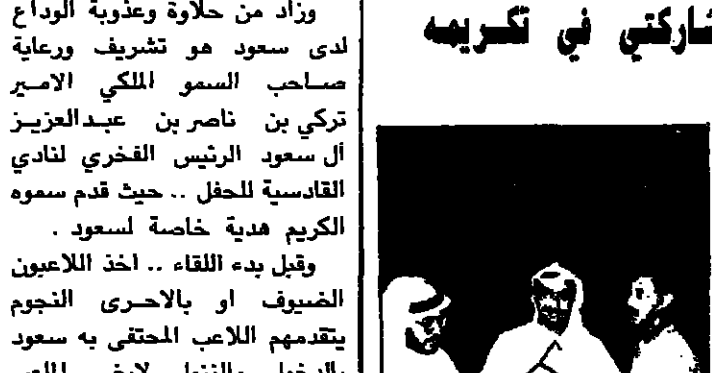 شاركتي في تكريمه
وزاد من حلاوة وعذوبة الوداع
لدى سعود هو تشريف ورعاية
صاحب السمو الملكي الامير
تركي بن ناصر بن عبدالعزيز
أل سعود الرئيس الفخري لنادي
القادسية للحفل .. حيث قدم سموه
الكريم هدية خاصة لسعود .
وقبل بدء اللقاء .. اخذ اللاعبون
الضيوف او بالاحرى النجوم
يتقدمهم اللاعب المحتفى به سعود